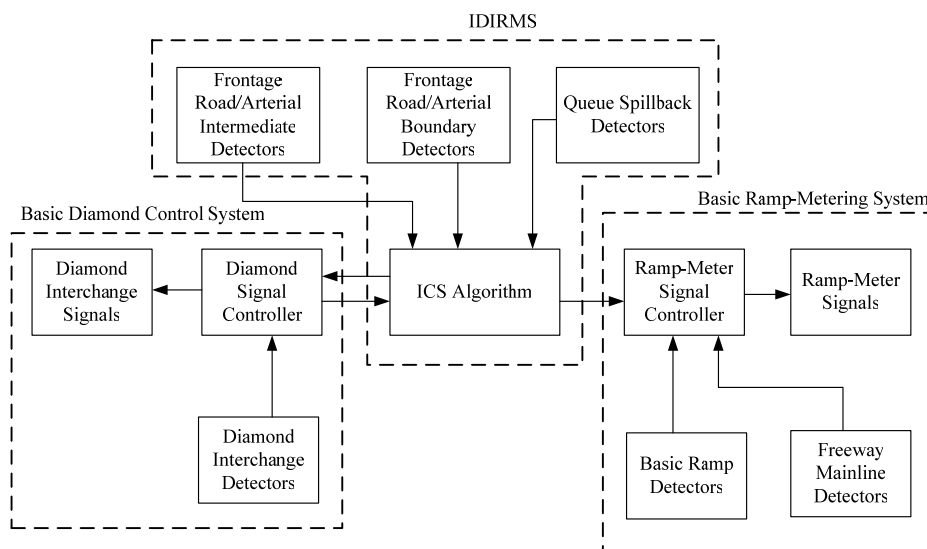 IDIRMS
Frontage
Road/Arterial
Intermediate
Detectors
Frontage
Road/Arterial
Boundary
Detectors
Queue Spillback
Detectors
Basic Diamond Control System
Basic Ramp-Metering System
Diamond
Interchange
Signals
Diamond
Signal
Controller
ICS Algorithm
Ramp-Meter
Signal
Controller
Ramp-Meter
Signals
Diamond
Interchange
Detectors
Basic Ramp
Detectors
Freeway
Mainline
Detectors